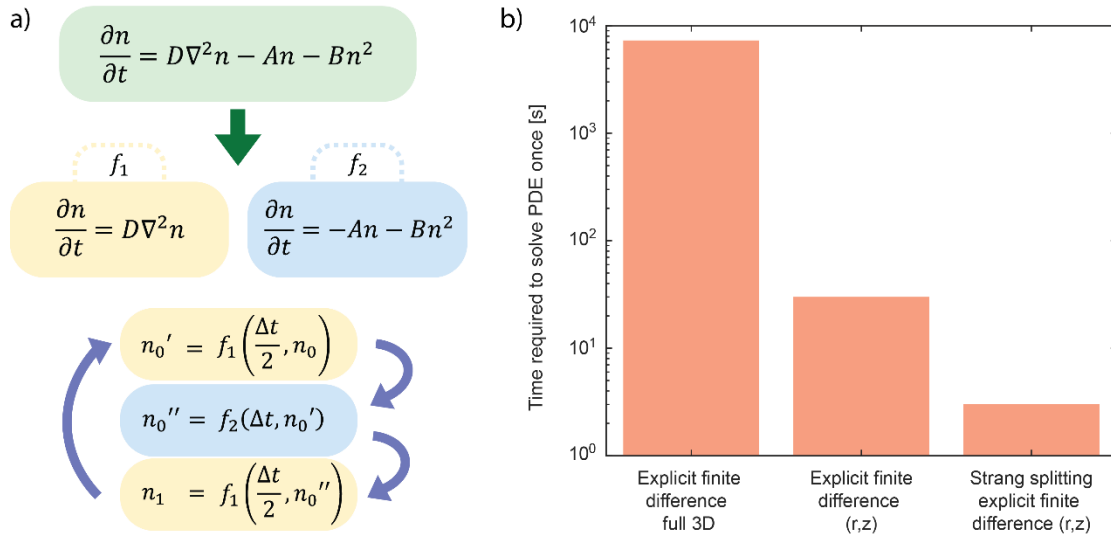 a)
∂n/∂t = D∇²n − An − Bn²
f₁
f₂
∂n/∂t = D∇²n
∂n/∂t = −An − Bn²
n₀′ = f₁(Δt/2, n₀)
n₀′′ = f₂(Δt, n₀′)
n₁ = f₁(Δt/2, n₀′′)
b)
Time required to solve PDE once [s]
10⁴
10³
10²
10¹
10⁰
Explicit finite
difference
full 3D
Explicit finite
difference
(r,z)
Strang splitting
explicit finite
difference (r,z)